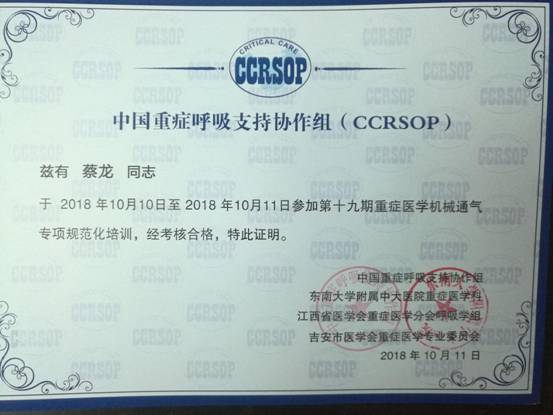 CRITICAL CARE
CCRSOP
中国重症呼吸支持协作组（CCRSOP）
兹有 蔡龙 同志
于 2018 年10月10日至 2018 年10月11日参加第十九期重症医学机械通气
专项规范化培训，经考核合格，特此证明。
中国重症呼吸支持协作组
东南大学附属中大医院重症医学科
江西省医学会重症医学分会呼吸学组
吉安市医学会重症医学专业委员会
2018 年 10 月 11 日